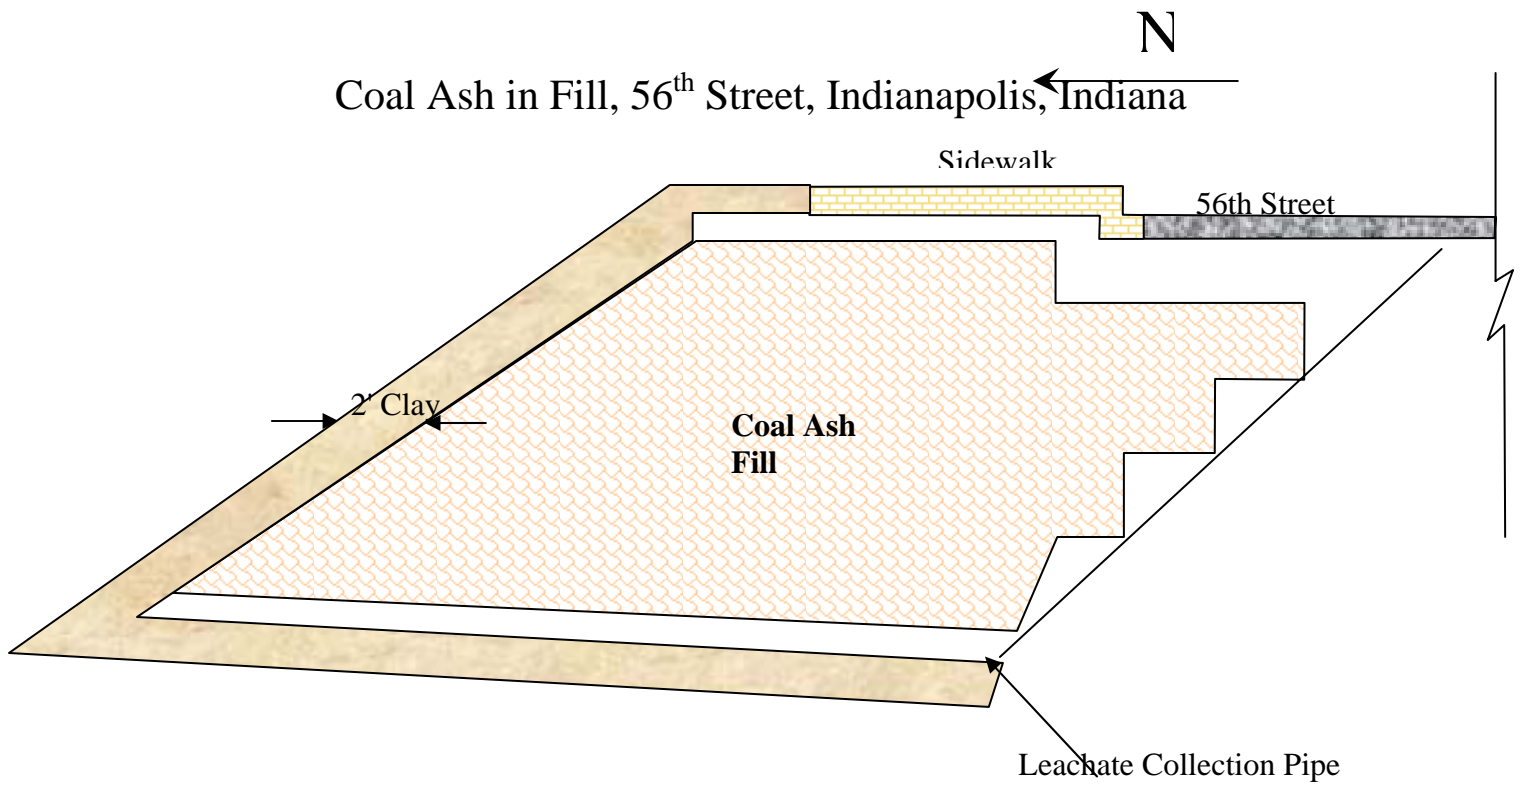 N
Coal Ash in Fill, 56th Street, Indianapolis, Indiana
Sidewalk
56th Street
2' Clay
Coal Ash
Fill
Leachate Collection Pipe